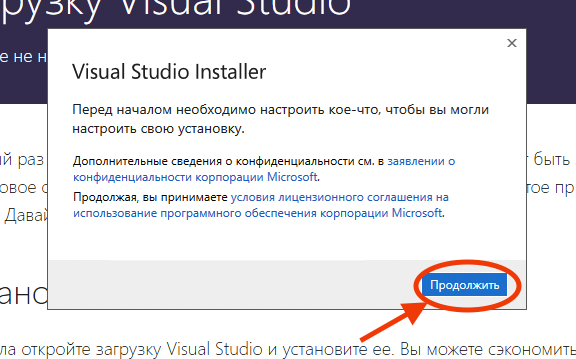 рузку Visual Studio
е не н
Visual Studio Installer
Перед началом необходимо настроить кое-что, чтобы вы могли
настроить свою установку.
Дополнительные сведения о конфиденциальности см. в заявлении о
конфиденциальности корпорации Microsoft.
Продолжая, вы принимаете условия лицензионного соглашения на
использование программного обеспечения корпорации Microsoft.
Продолжить
ый раз
т быть
овое с
тое пр
Давай
ано
ла откройте загрузку Visual Studio и установите ее. Вы можете сэкономить